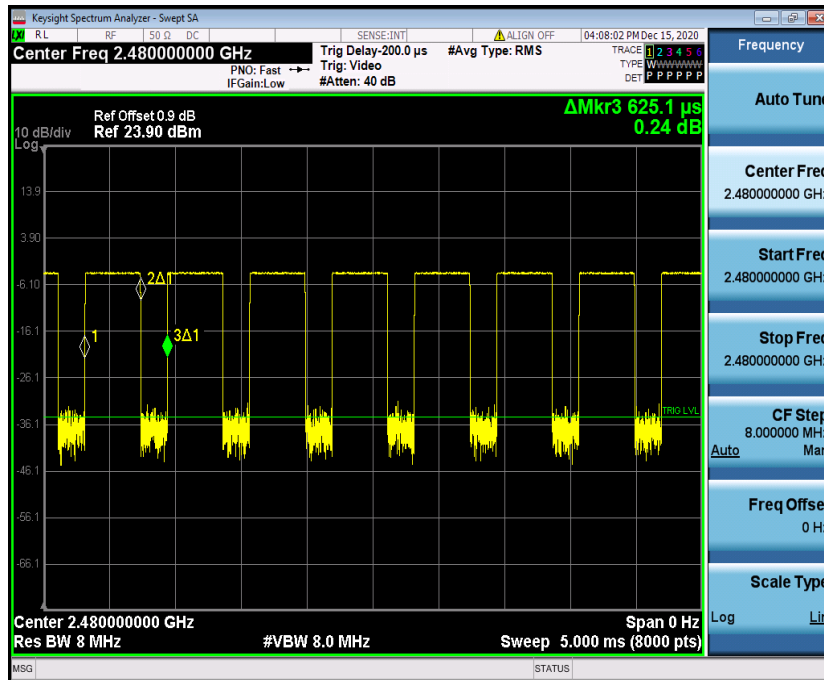 Keysight Spectrum Analyzer - Swept SA
LXI RL RF 50 Ω DC SENSE:INT ALIGN OFF 04:08:02 PM Dec 15, 2020
Center Freq 2.480000000 GHz
PNO: Fast
IFGain:Low
Trig Delay-200.0 µs
Trig: Video
#Atten: 40 dB
#Avg Type: RMS
TRACE 1 2 3 4 5 6
TYPE WWWWWW
DET P P P P P P
ΔMkr3 625.1 µs
0.24 dB
Ref Offset 0.9 dB
10 dB/div Ref 23.90 dBm
Log
13.9
3.90
-6.10
-16.1
-26.1
-36.1
-46.1
-56.1
-66.1
2Δ1
1
3Δ1
TRIG LVL
Center 2.480000000 GHz Span 0 Hz
Res BW 8 MHz #VBW 8.0 MHz Sweep 5.000 ms (8000 pts)
MSG STATUS
Frequency
Auto Tune
Center Freq
2.480000000 GHz
Start Freq
2.480000000 GHz
Stop Freq
2.480000000 GHz
CF Step
8.000000 MHz
Auto Man
Freq Offset
0 Hz
Scale Type
Log Lin